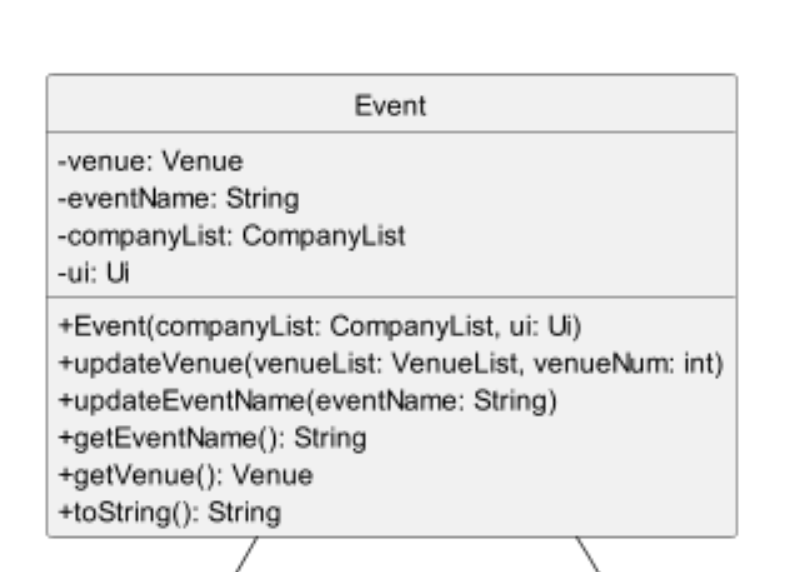 Event
-venue: Venue
-eventName: String
-companyList: CompanyList
-ui: Ui
+Event(companyList: CompanyList, ui: Ui)
+updateVenue(venueList: VenueList, venueNum: int)
+updateEventName(eventName: String)
+getEventName(): String
+getVenue(): Venue
+toString(): String